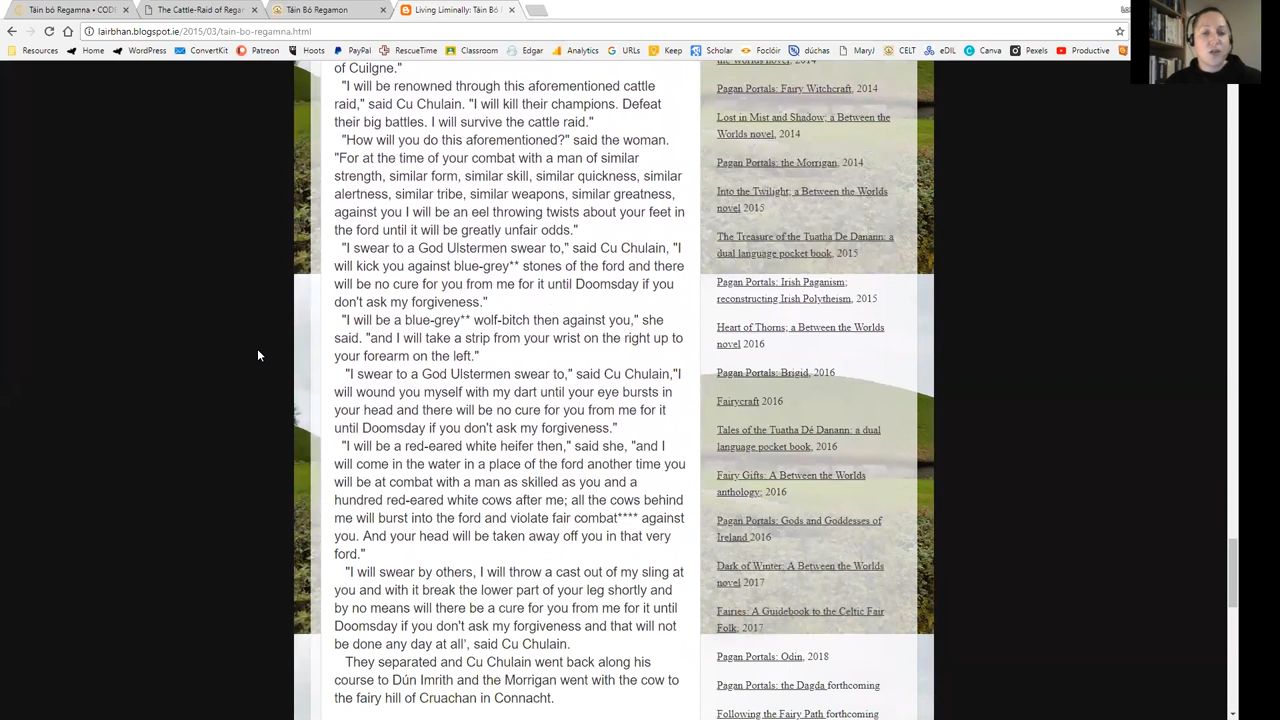 Táin bó Regamna • CODE
The Cattle-Raid of Regar
Táin Bó Regamon
Living Liminally: Táin Bó
lairbhan.blogspot.ie/2015/03/tain-bo-regamna.html
Resources
Home
WordPress
ConvertKit
Patreon
Hoots
PayPal
RescueTime
Classroom
Edgar
Analytics
URLs
Keep
Scholar
Foclóir
dúchas
MaryJ
CELT
eDIL
Canva
Pexels
Productive
of Cuilgne."
"I will be renowned through this aforementioned cattle
raid," said Cu Chulain. "I will kill their champions. Defeat
their big battles. I will survive the cattle raid."
"How will you do this aforementioned?" said the woman.
"For at the time of your combat with a man of similar
strength, similar form, similar skill, similar quickness, similar
alertness, similar tribe, similar weapons, similar greatness,
against you I will be an eel throwing twists about your feet in
the ford until it will be greatly unfair odds."
"I swear to a God Ulstermen swear to," said Cu Chulain, "I
will kick you against blue-grey** stones of the ford and there
will be no cure for you from me for it until Doomsday if you
don't ask my forgiveness."
"I will be a blue-grey** wolf-bitch then against you," she
said. "and I will take a strip from your wrist on the right up to
your forearm on the left."
"I swear to a God Ulstermen swear to," said Cu Chulain,"I
will wound you myself with my dart until your eye bursts in
your head and there will be no cure for you from me for it
until Doomsday if you don't ask my forgiveness."
"I will be a red-eared white heifer then," said she, "and I
will come in the water in a place of the ford another time you
will be at combat with a man as skilled as you and a
hundred red-eared white cows after me; all the cows behind
me will burst into the ford and violate fair combat**** against
you. And your head will be taken away off you in that very
ford."
"I will swear by others, I will throw a cast out of my sling at
you and with it break the lower part of your leg shortly and
by no means will there be a cure for you from me for it until
Doomsday if you don't ask my forgiveness and that will not
be done any day at all', said Cu Chulain.
They separated and Cu Chulain went back along his
course to Dún Imrith and the Morrigan went with the cow to
the fairy hill of Cruachan in Connacht.
the Worlds novel, 2014
Pagan Portals: Fairy Witchcraft, 2014
Lost in Mist and Shadow; a Between the
Worlds novel, 2014
Pagan Portals: the Morrigan, 2014
Into the Twilight; a Between the Worlds
novel 2015
The Treasure of the Tuatha De Danann: a
dual language pocket book, 2015
Pagan Portals: Irish Paganism;
reconstructing Irish Polytheism, 2015
Heart of Thorns; a Between the Worlds
novel 2016
Pagan Portals: Brigid, 2016
Fairycraft 2016
Tales of the Tuatha Dé Danann: a dual
language pocket book, 2016
Fairy Gifts: A Between the Worlds
anthology; 2016
Pagan Portals: Gods and Goddesses of
Ireland 2016
Dark of Winter: A Between the Worlds
novel 2017
Fairies: A Guidebook to the Celtic Fair
Folk; 2017
Pagan Portals: Odin, 2018
Pagan Portals: the Dagda forthcoming
Following the Fairy Path forthcoming